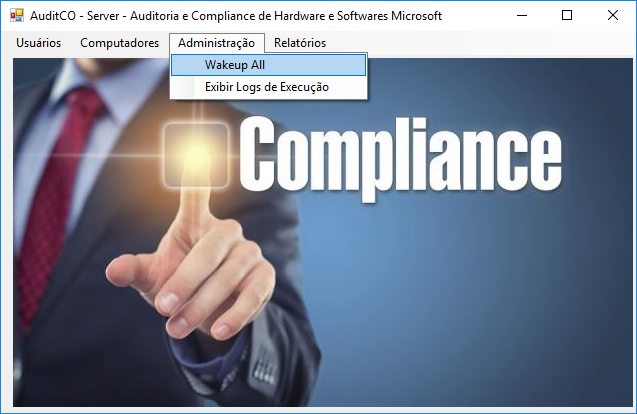 AuditCO - Server - Auditoria e Compliance de Hardware e Softwares Microsoft
Usuários Computadores Administração Relatórios
Wakeup All
Exibir Logs de Execução
Compliance